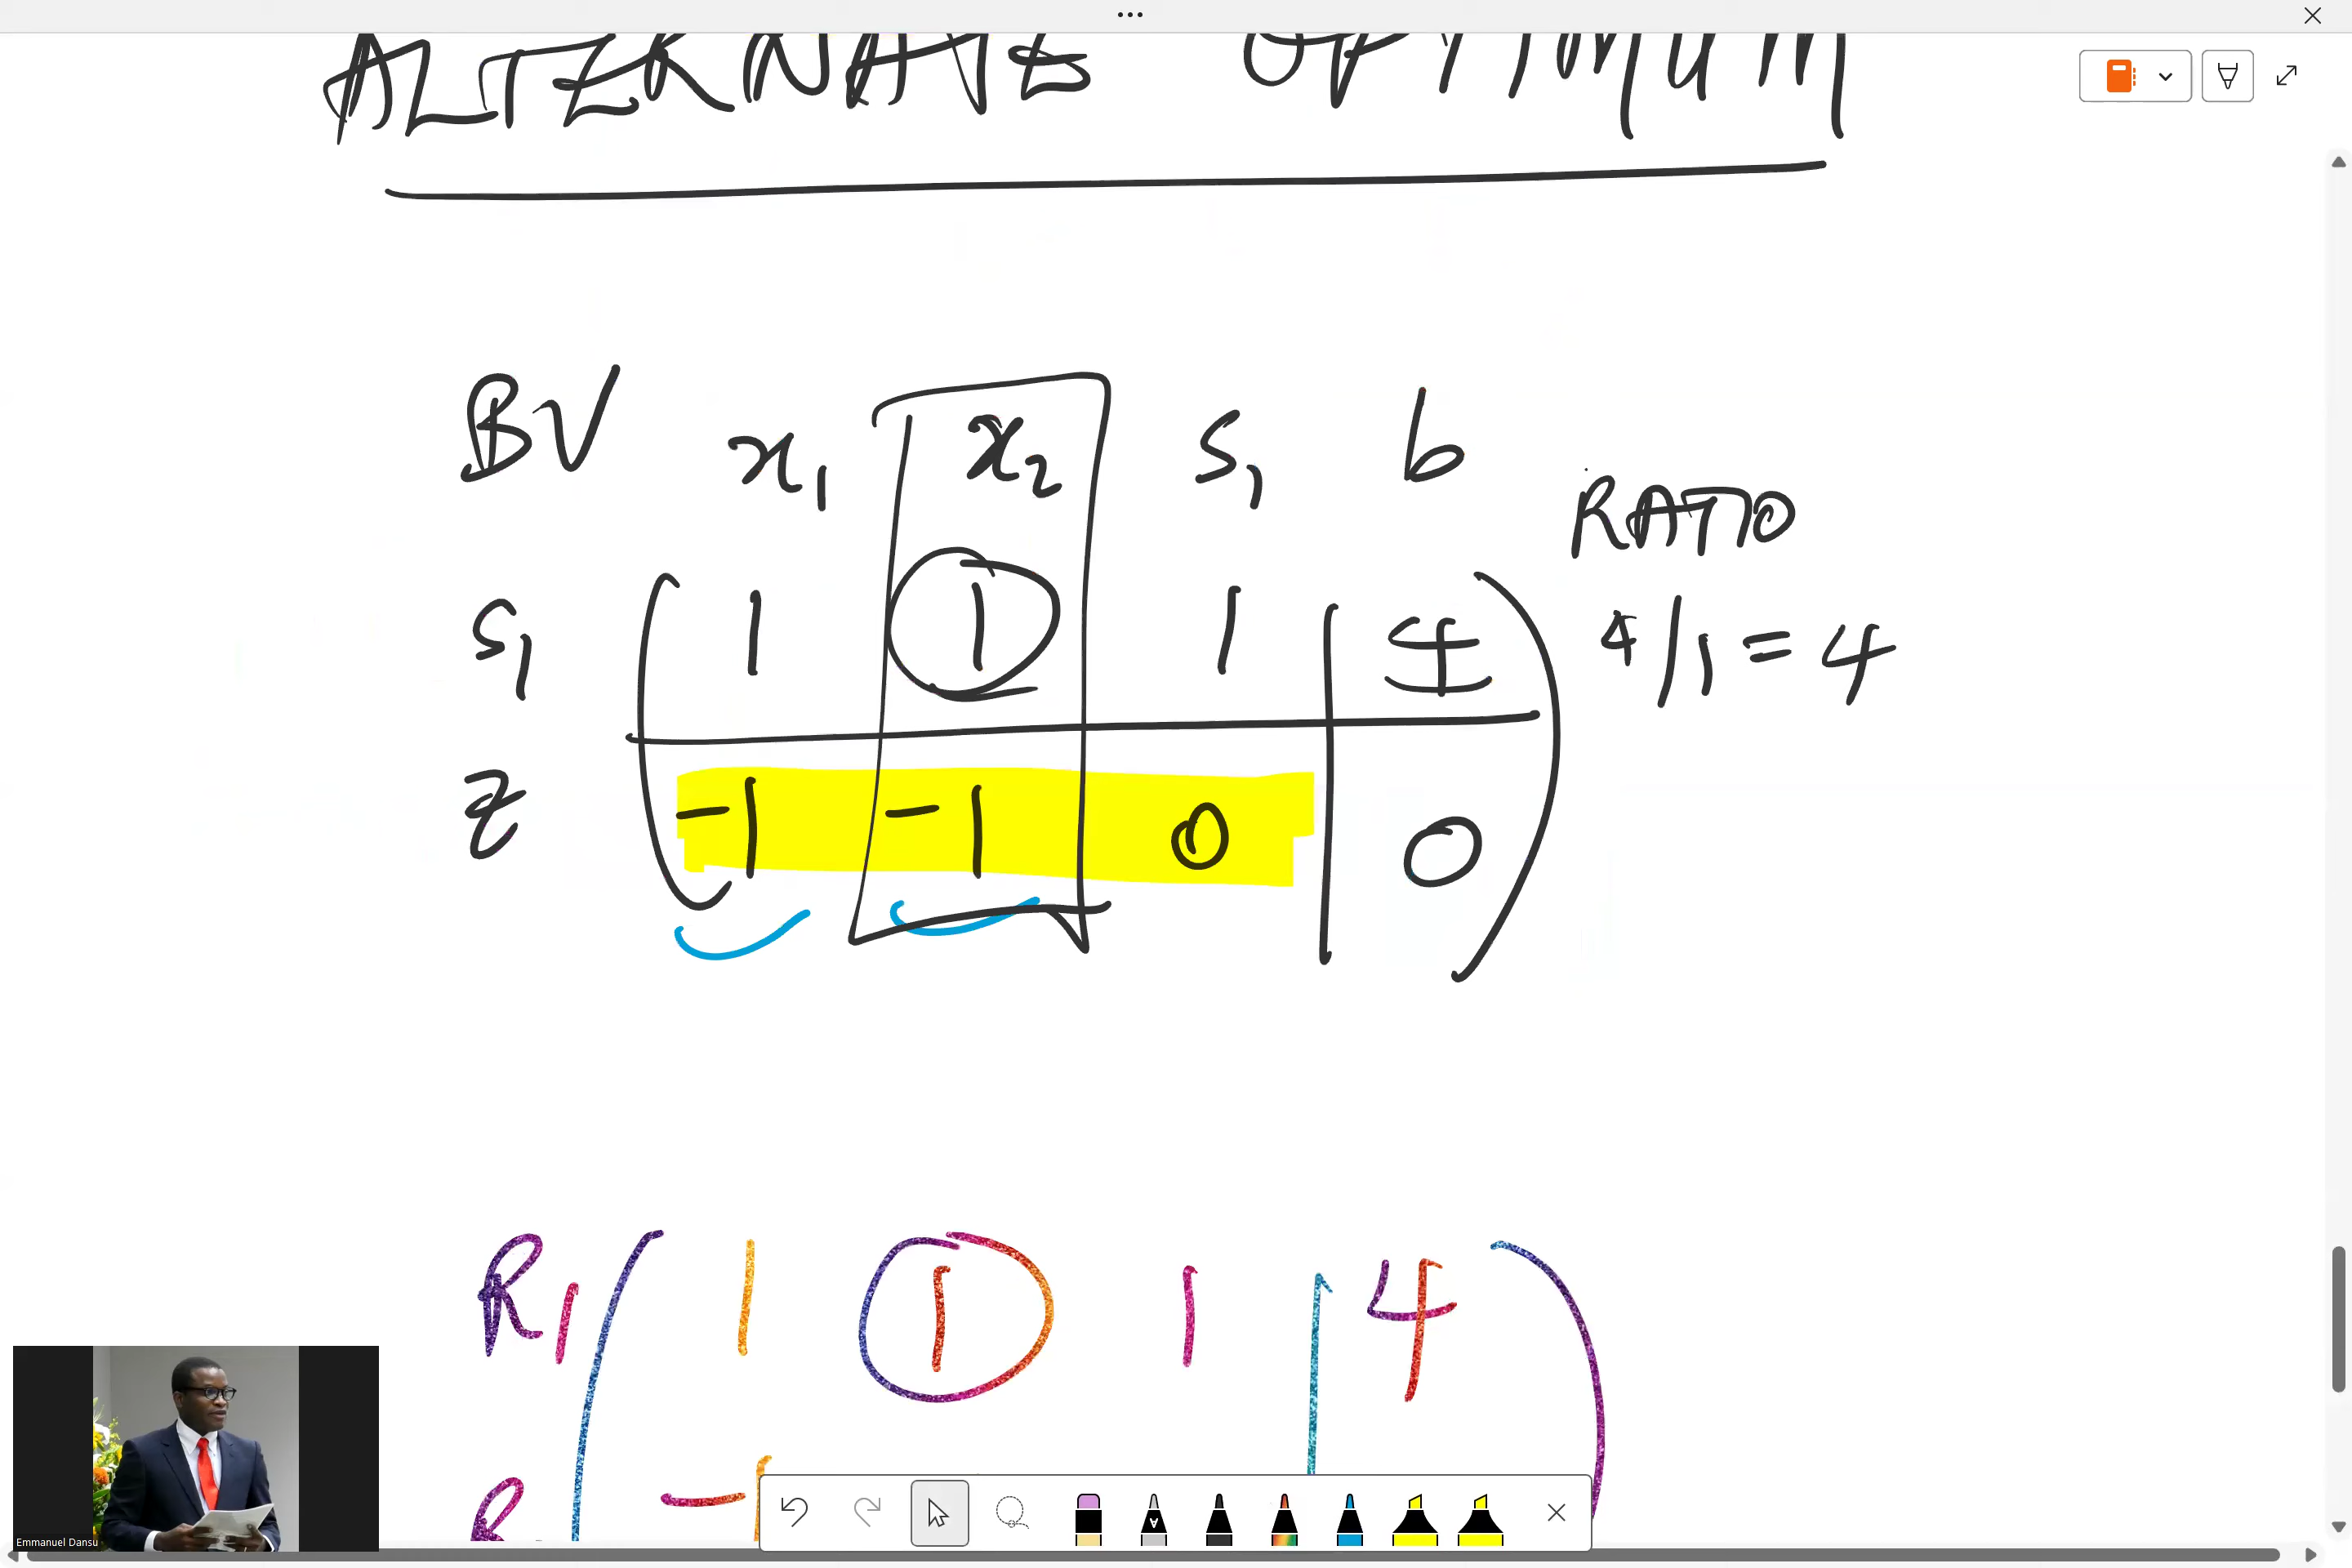 ALTERNATE OPTIMUM
BV x₁ x₂ s₁ b RATIO
s₁ 1 1 1 4 4/1 = 4
z -1 -1 0 0
R₁ 1 1 1 4
R -1
Emmanuel Dansu